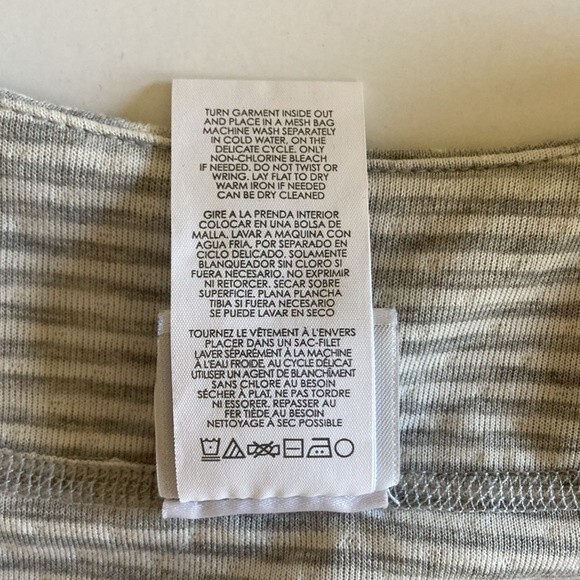 TURN GARMENT INSIDE OUT
AND PLACE IN A MESH BAG
MACHINE WASH SEPARATELY
IN COLD WATER, ON THE
DELICATE CYCLE. ONLY
NON-CHLORINE BLEACH
IF NEEDED. DO NOT TWIST OR
WRING. LAY FLAT TO DRY
WARM IRON IF NEEDED
CAN BE DRY CLEANED
GIRE A LA PRENDA INTERIOR
COLOCAR EN UNA BOLSA DE
MALLA. LAVAR A MAQUINA CON
AGUA FRIA, POR SEPARADO EN
CICLO DELICADO. SOLAMENTE
BLANQUEADOR SIN CLORO SI
FUERA NECESARIO. NO EXPRIMIR
NI RETORCER. SECAR SOBRE
SUPERFICIE. PLANA PLANCHA
TIBIA SI FUERA NECESARIO
SE PUEDE LAVAR EN SECO
TOURNEZ LE VÊTEMENT À L'ENVERS
PLACER DANS UN SAC-FILET
LAVER SÉPARÉMENT À LA MACHINE
À L'EAU FROIDE, AU CYCLE DÉLICAT
UTILISER UN AGENT DE BLANCHIMENT
SANS CHLORE AU BESOIN
SÉCHER À PLAT, NE PAS TORDRE
NI ESSORER. REPASSER AU
FER TIÈDE AU BESOIN
NETTOYAGE À SEC POSSIBLE